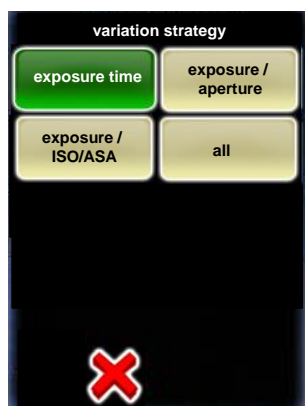 variation strategy
exposure time
exposure /
aperture
exposure /
ISO/ASA
all